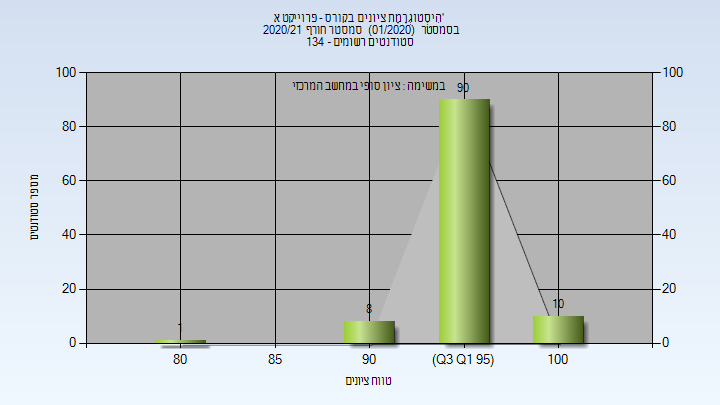 היסטוגרמת ציונים בקורס - פרוייקט א'
בסמסטר (01/2020) סמסטר חורף 2020/21
סטודנטים רשומים - 134
במשימה : ציון סופי במחשב המרכזי
100
80
60
40
20
0
100
80
60
40
20
0
מספר סטודנטים
1
8
90
10
80
85
90
(Q3 Q1 95)
100
טווח ציונים